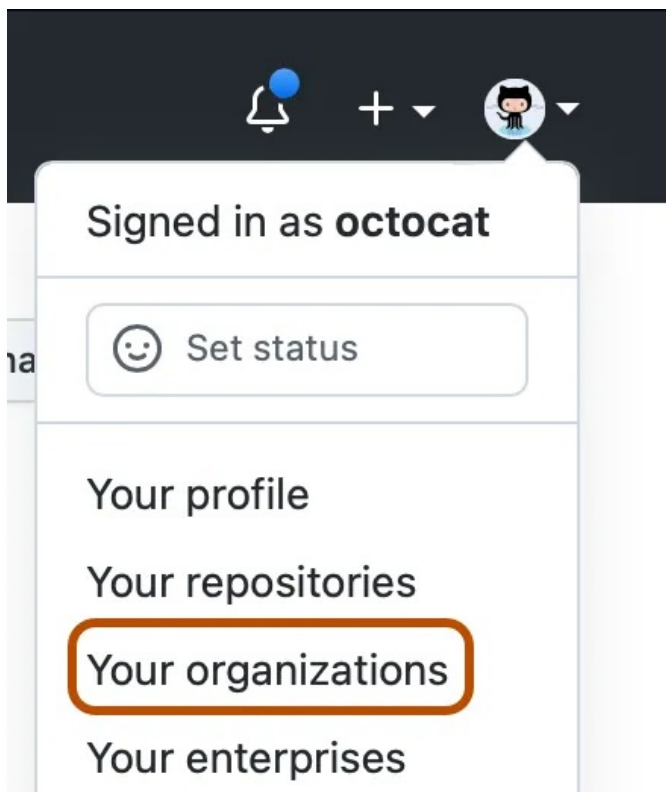 Signed in as octocat
Set status
Your profile
Your repositories
Your organizations
Your enterprises